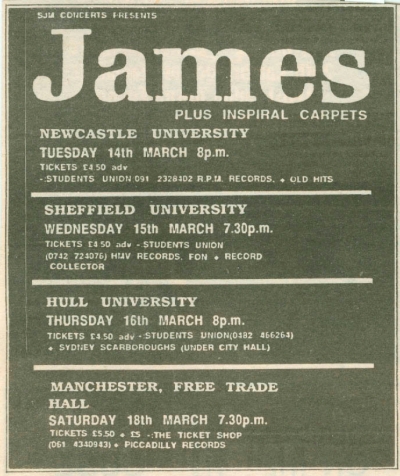 SJM CONCERTS PRESENTS
James
PLUS INSPIRAL CARPETS
NEWCASTLE UNIVERSITY
TUESDAY 14th MARCH 8p.m.
TICKETS £4.50 adv
-:STUDENTS UNION 091 2328402 R.P.M. RECORDS. + OLD HITS
SHEFFIELD UNIVERSITY
WEDNESDAY 15th MARCH 7.30p.m.
TICKETS £4.50 adv -:STUDENTS UNION
(0742 724076) HMV RECORDS, FON + RECORD
COLLECTOR
HULL UNIVERSITY
THURSDAY 16th MARCH 8p.m.
TICKETS £4.50 adv -:STUDENTS UNION(0482 466264)
+ SYDNEY SCARBOROUGHS (UNDER CITY HALL)
MANCHESTER, FREE TRADE
HALL
SATURDAY 18th MARCH 7.30p.m.
TICKETS £5.50 + £5 -:THE TICKET SHOP
(061 4340943) + PICCADILLY RECORDS